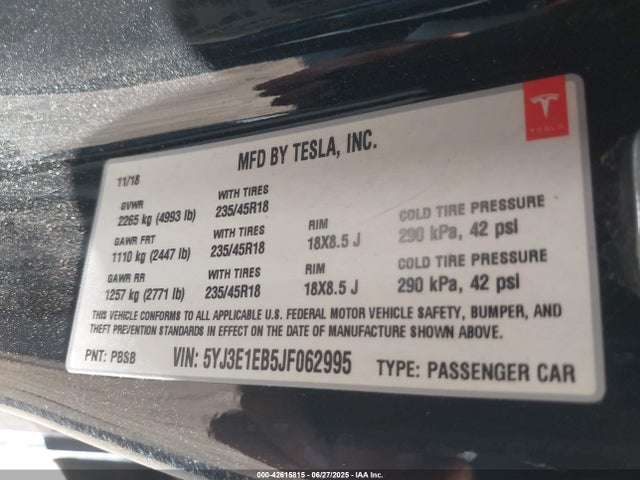 TESLA
MFD BY TESLA, INC.
11/18
GVWR WITH TIRES
2265 kg (4993 lb) 235/45R18
GAWR FRT WITH TIRES RIM COLD TIRE PRESSURE
1110 kg (2447 lb) 235/45R18 18X8.5 J 290 kPa, 42 psi
GAWR RR WITH TIRES RIM COLD TIRE PRESSURE
1257 kg (2771 lb) 235/45R18 18X8.5 J 290 kPa, 42 psi
THIS VEHICLE CONFORMS TO ALL APPLICABLE U.S. FEDERAL MOTOR VEHICLE SAFETY, BUMPER, AND
THEFT PREVENTION STANDARDS IN EFFECT ON THE DATE OF MANUFACTURE SHOWN ABOVE.
PNT: PBSB VIN: 5YJ3E1EB5JF062995 TYPE: PASSENGER CAR
000-42615815 - 06/27/2025 - IAA Inc.